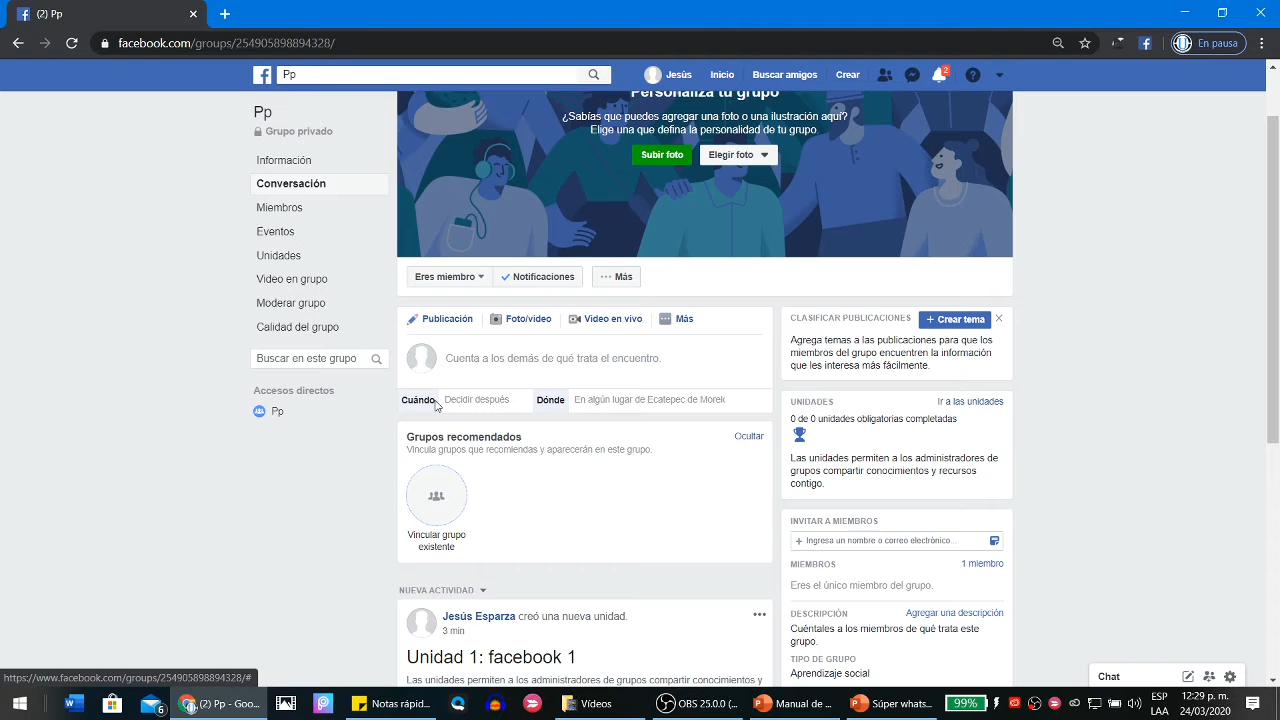 (2) Pp
facebook.com/groups/254905898894328/
En pausa
Pp
Jesús
Inicio
Buscar amigos
Crear
2
Pp
Grupo privado
Información
Conversación
Miembros
Eventos
Unidades
Video en grupo
Moderar grupo
Calidad del grupo
Buscar en este grupo
Accesos directos
Pp
Personaliza tu grupo
¿Sabías que puedes agregar una foto o una ilustración aquí?
Elige una que defina la personalidad de tu grupo.
Subir foto
Elegir foto
Eres miembro
Notificaciones
Más
Publicación
Foto/video
Video en vivo
Más
Cuenta a los demás de qué trata el encuentro.
Cuándo
Decidir después
Dónde
En algún lugar de Ecatepec de Morek
Grupos recomendados
Ocultar
Vincula grupos que recomiendas y aparecerán en este grupo.
Vincular grupo
existente
NUEVA ACTIVIDAD
Jesús Esparza creó una nueva unidad.
3 min
Unidad 1: facebook 1
Las unidades permiten a los administradores de grupos compartir conocimientos y
CLASIFICAR PUBLICACIONES
+ Crear tema
Agrega temas a las publicaciones para que los
miembros del grupo encuentren la información
que les interesa más fácilmente.
UNIDADES
Ir a las unidades
0 de 0 unidades obligatorias completadas
Las unidades permiten a los administradores de
grupos compartir conocimientos y recursos
contigo.
INVITAR A MIEMBROS
+ Ingresa un nombre o correo electrónico...
MIEMBROS
1 miembro
Eres el único miembro del grupo.
DESCRIPCIÓN
Agregar una descripción
Cuéntales a los miembros de qué trata este
grupo.
TIPO DE GRUPO
Aprendizaje social
Chat
https://www.facebook.com/groups/254905898894328/#
6
(2) Pp - Goo...
Notas rápid...
Vídeos
OBS 25.0.0 (...
Manual de ...
Súper whats...
99%
ESP
LAA
12:29 p. m.
24/03/2020